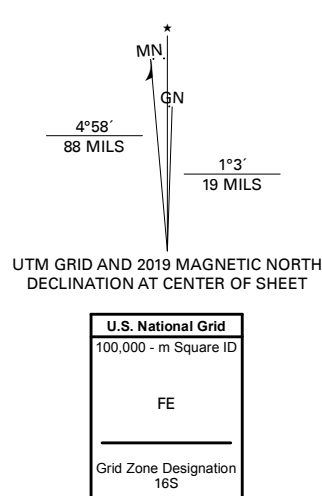 ★
MN
GN
4°58´
88 MILS
1°3´
19 MILS
UTM GRID AND 2019 MAGNETIC NORTH
DECLINATION AT CENTER OF SHEET
U.S. National Grid
100,000 - m Square ID
FE
Grid Zone Designation
16S